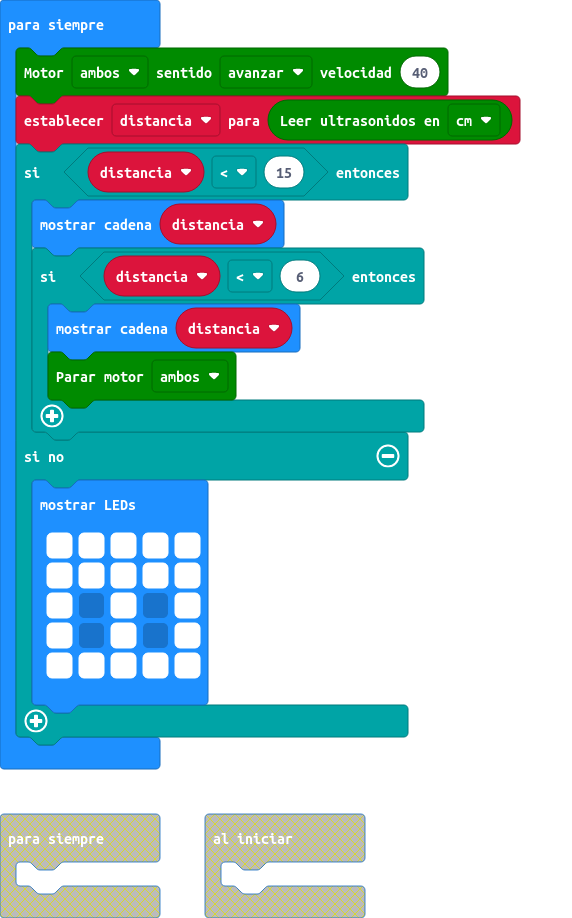 para siempre
Motor ambos sentido avanzar velocidad 40
establecer distancia para Leer ultrasonidos en cm
si distancia < 15 entonces
mostrar cadena distancia
si distancia < 6 entonces
mostrar cadena distancia
Parar motor ambos
si no
mostrar LEDs
para siempre al iniciar